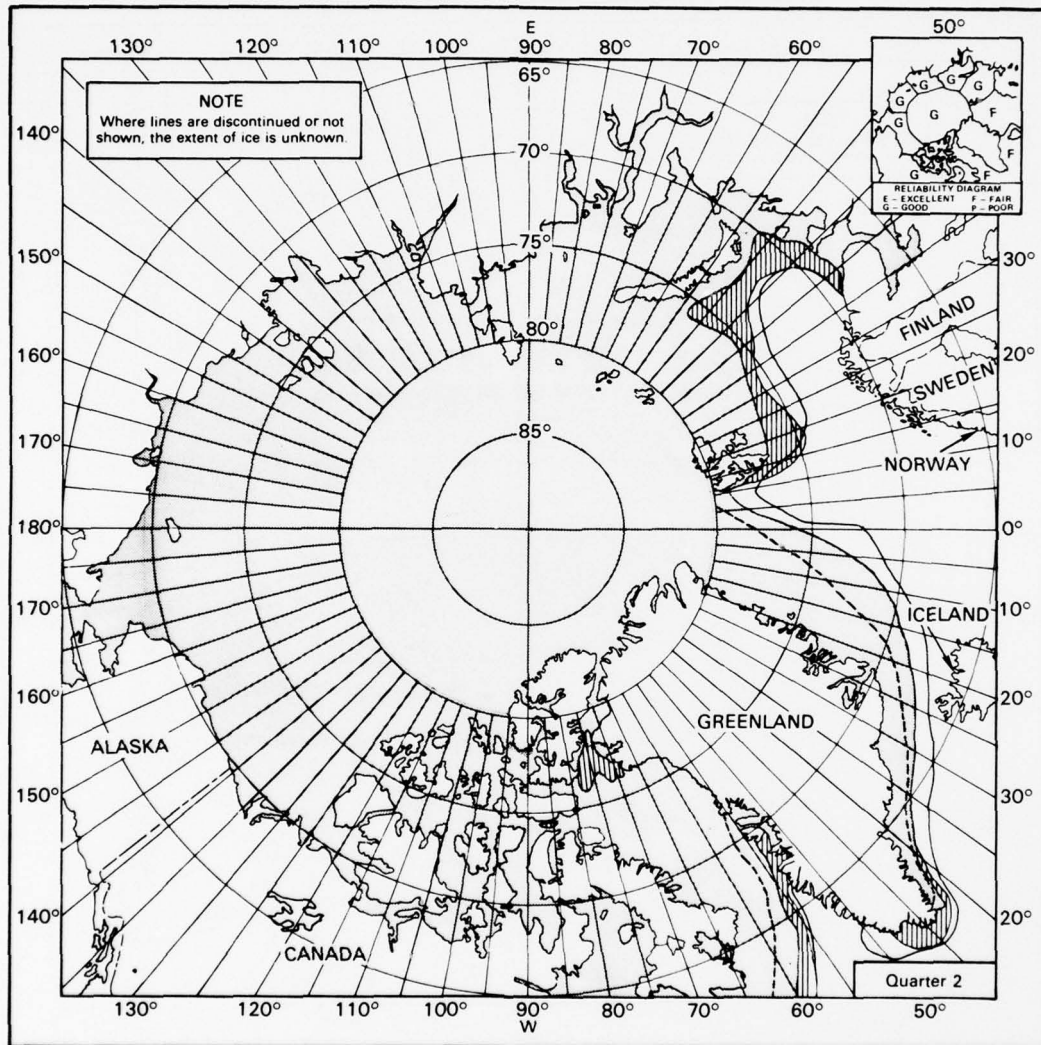 E
130° 120° 110° 100° 90° 80° 70° 60° 50°
65°
NOTE
Where lines are discontinued or not
shown, the extent of ice is unknown.
G G G G G G F F G F
RELIABILITY DIAGRAM
E – EXCELLENT F – FAIR
G – GOOD P – POOR
140°
70°
150°
75°
30°
160°
80°
FINLAND
20°
SWEDEN
170°
85°
10°
NORWAY
180°
0°
170°
ICELAND
10°
160°
20°
GREENLAND
ALASKA
150°
30°
140°
20°
CANADA
Quarter 2
130° 120° 110° 100° 90° 80° 70° 60° 50°
W